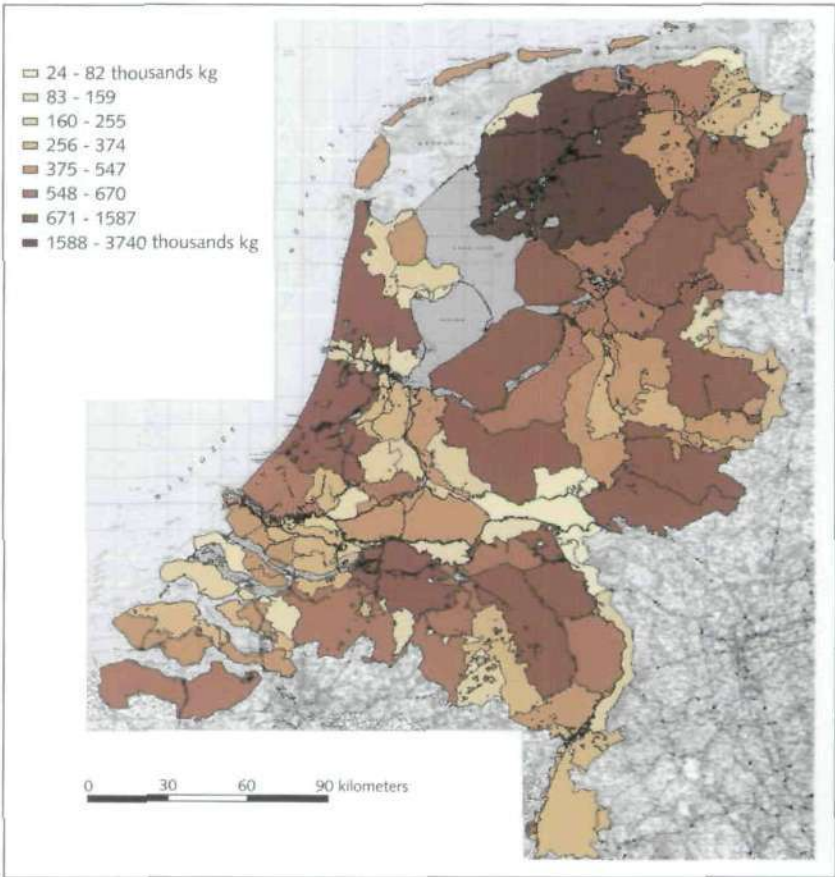 24 - 82 thousands kg
83 - 159
160 - 255
256 - 374
375 - 547
548 - 670
671 - 1587
1588 - 3740 thousands kg
0 30 60 90 kilometers